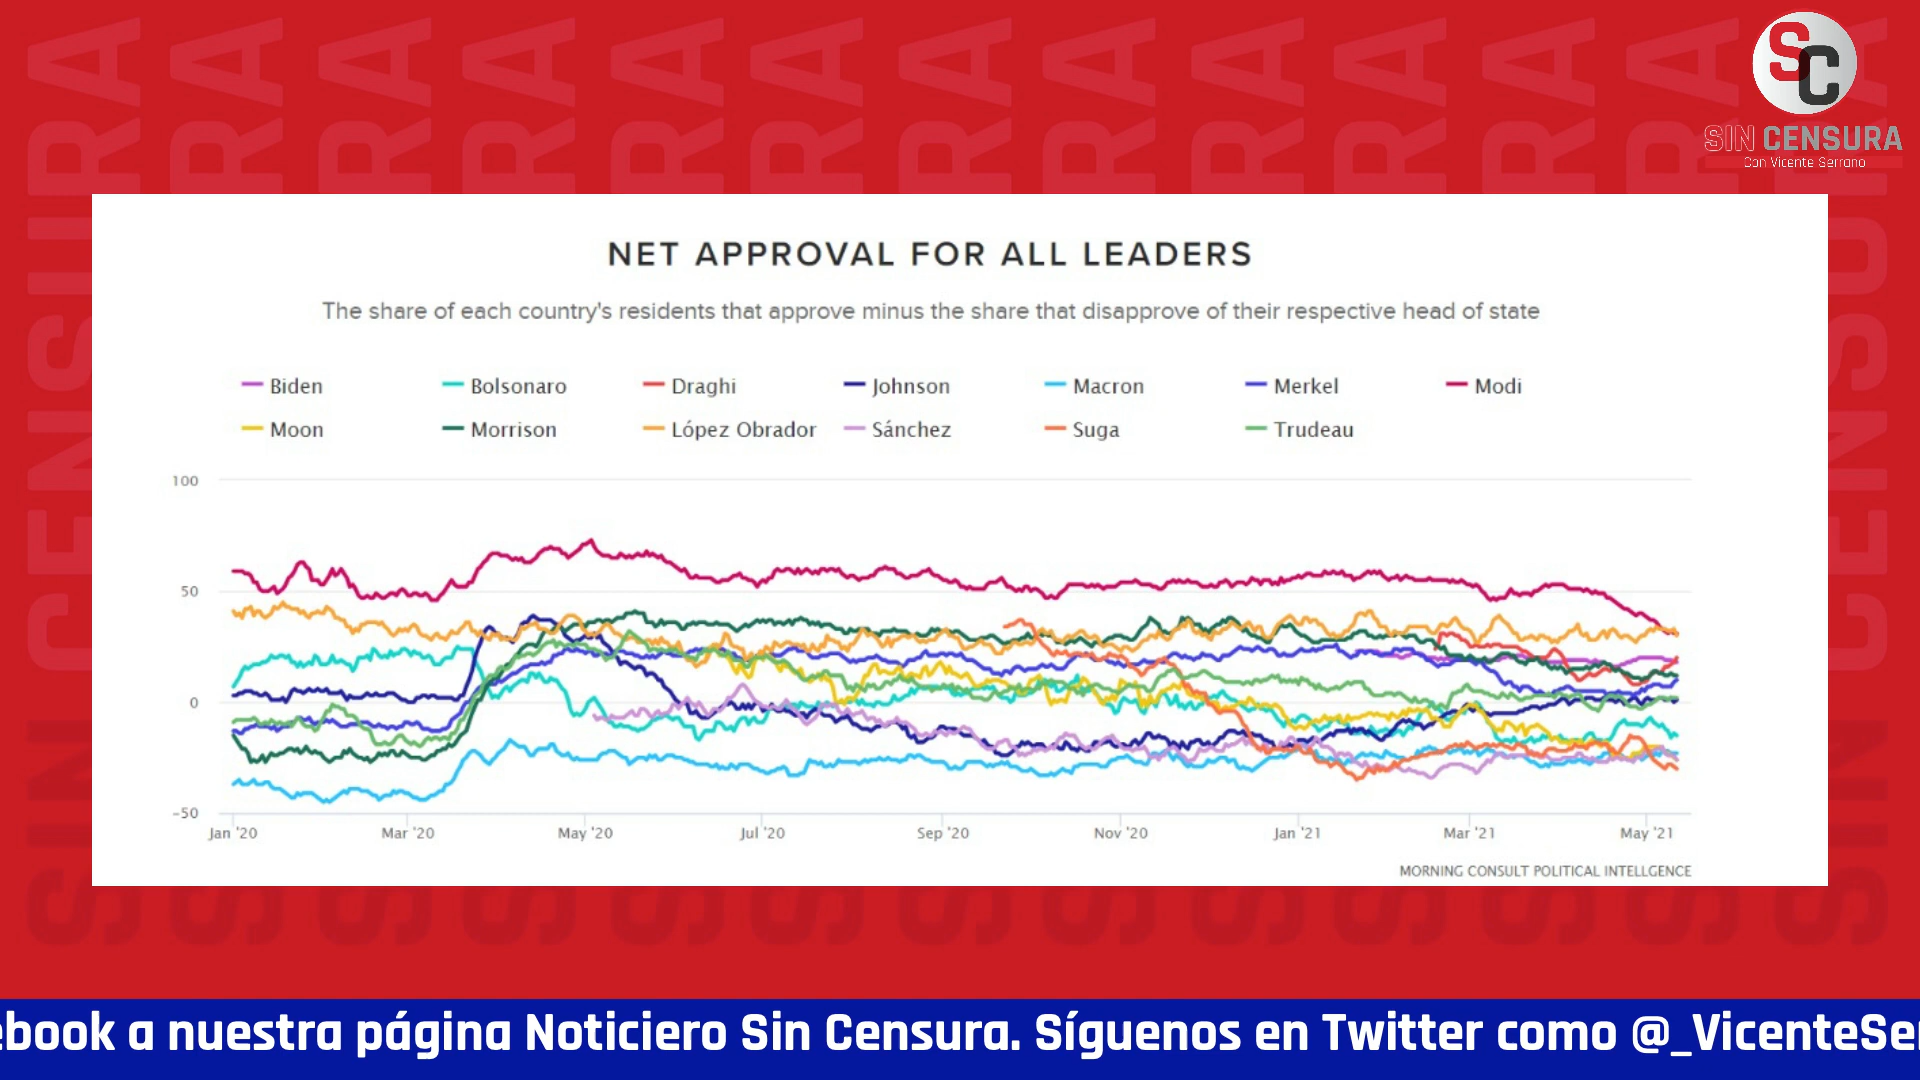 SC
SIN CENSURA
Con Vicente Serrano
NET APPROVAL FOR ALL LEADERS
The share of each country's residents that approve minus the share that disapprove of their respective head of state
Biden Bolsonaro Draghi Johnson Macron Merkel Modi
Moon Morrison López Obrador Sánchez Suga Trudeau
100
50
0
-50
Jan '20 Mar '20 May '20 Jul '20 Sep '20 Nov '20 Jan '21 Mar '21 May '21
MORNING CONSULT POLITICAL INTELLGENCE
ebook a nuestra página Noticiero Sin Censura. Síguenos en Twitter como @_VicenteSer